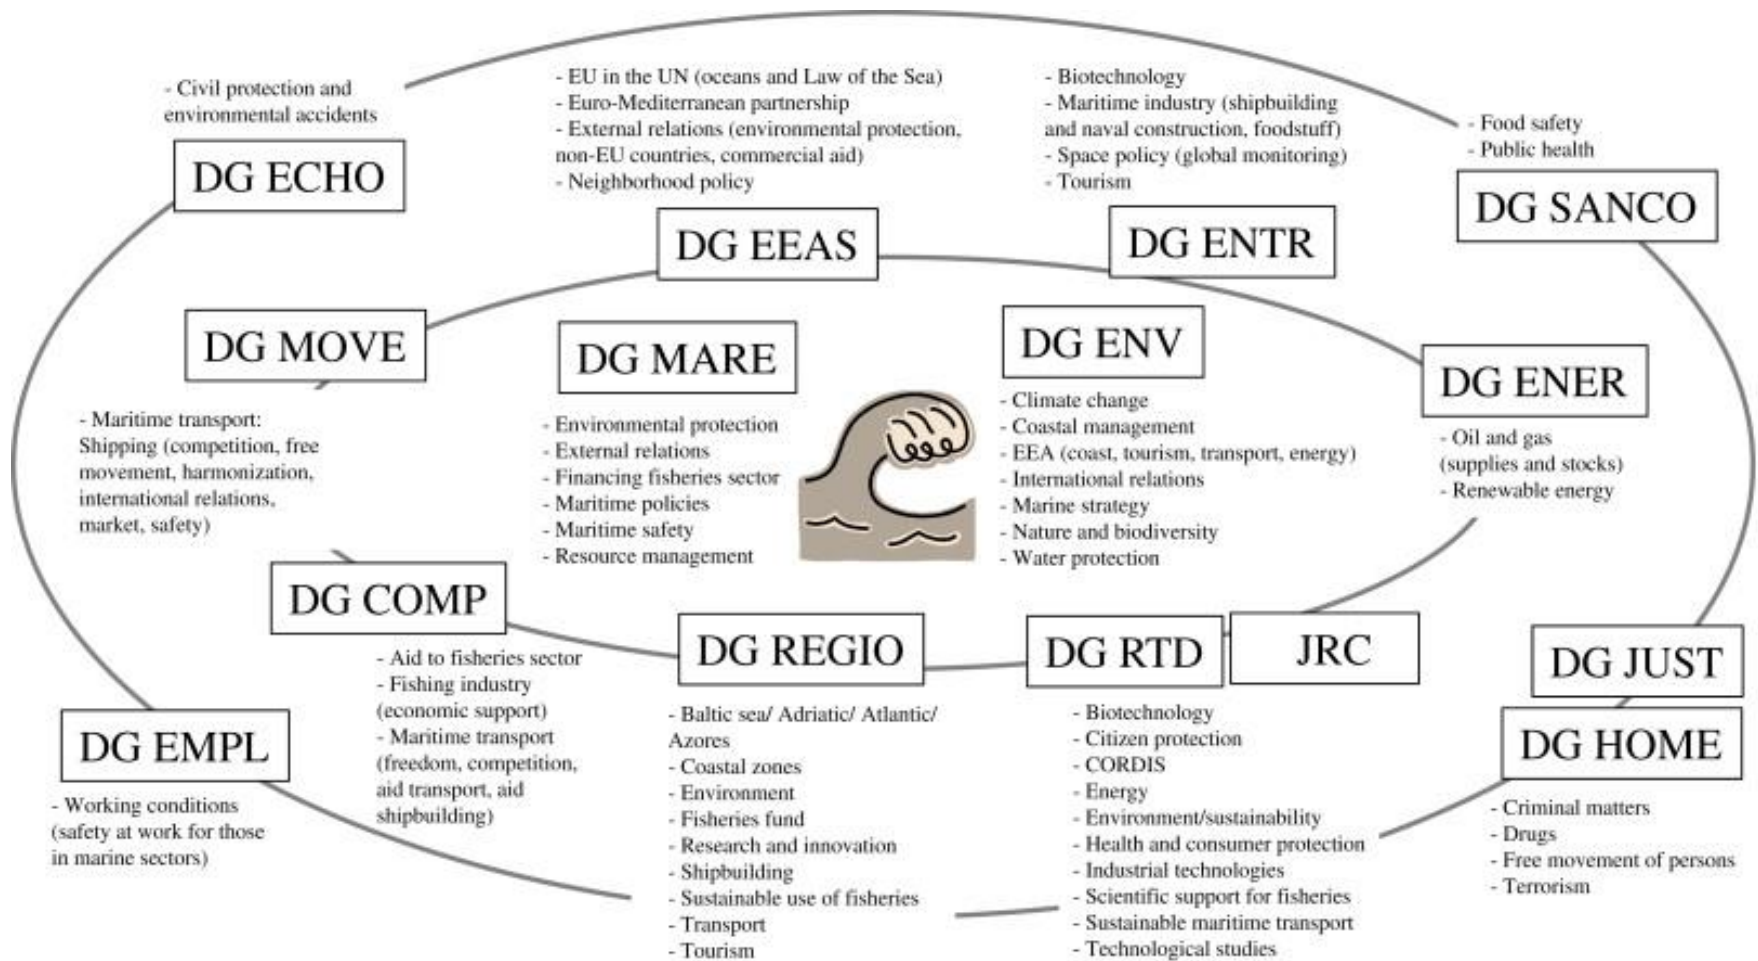 - Civil protection and
environmental accidents
DG ECHO
- EU in the UN (oceans and Law of the Sea)
- Euro-Mediterranean partnership
- External relations (environmental protection,
non-EU countries, commercial aid)
- Neighborhood policy
DG EEAS
- Biotechnology
- Maritime industry (shipbuilding
and naval construction, foodstuff)
- Space policy (global monitoring)
- Tourism
DG ENTR
- Food safety
- Public health
DG SANCO
DG MOVE
- Maritime transport:
Shipping (competition, free
movement, harmonization,
international relations,
market, safety)
DG MARE
- Environmental protection
- External relations
- Financing fisheries sector
- Maritime policies
- Maritime safety
- Resource management
DG ENV
- Climate change
- Coastal management
- EEA (coast, tourism, transport, energy)
- International relations
- Marine strategy
- Nature and biodiversity
- Water protection
DG ENER
- Oil and gas
(supplies and stocks)
- Renewable energy
DG COMP
- Aid to fisheries sector
- Fishing industry
(economic support)
- Maritime transport
(freedom, competition,
aid transport, aid
shipbuilding)
DG REGIO
- Baltic sea/ Adriatic/ Atlantic/
Azores
- Coastal zones
- Environment
- Fisheries fund
- Research and innovation
- Shipbuilding
- Sustainable use of fisheries
- Transport
- Tourism
DG RTD
JRC
- Biotechnology
- Citizen protection
- CORDIS
- Energy
- Environment/sustainability
- Health and consumer protection
- Industrial technologies
- Scientific support for fisheries
- Sustainable maritime transport
- Technological studies
DG JUST
DG HOME
- Criminal matters
- Drugs
- Free movement of persons
- Terrorism
DG EMPL
- Working conditions
(safety at work for those
in marine sectors)